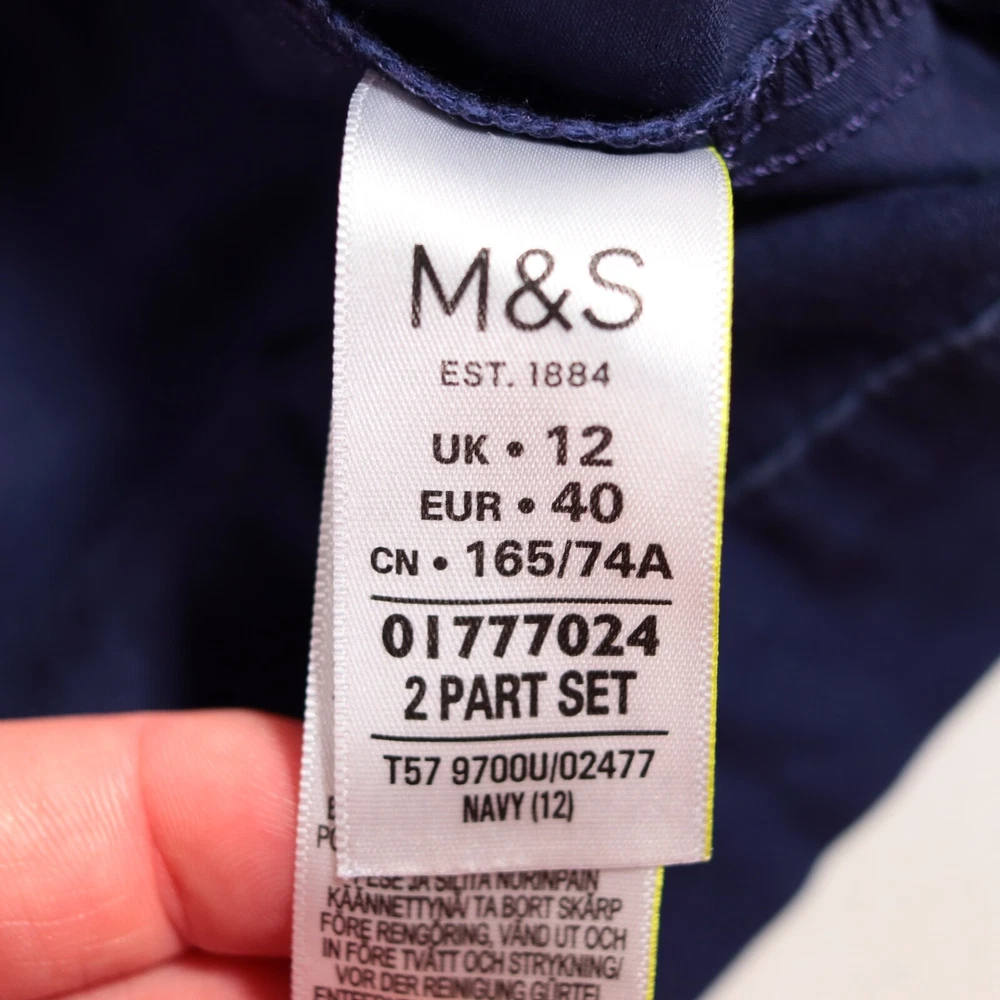 M&S
EST. 1884
UK • 12
EUR • 40
CN • 165/74A
01777024
2 PART SET
T57 9700U/02477
NAVY (12)
JA SILITÄ NURINPÄIN
KÄÄNNETTYNÄ/ TA BORT SKÄRP
FÖRE RENGÖRING, VÄND UT OCH
IN FÖRE TVÄTT OCH STRYKNING/
VOR DER REINIGUNG GÜRTEL